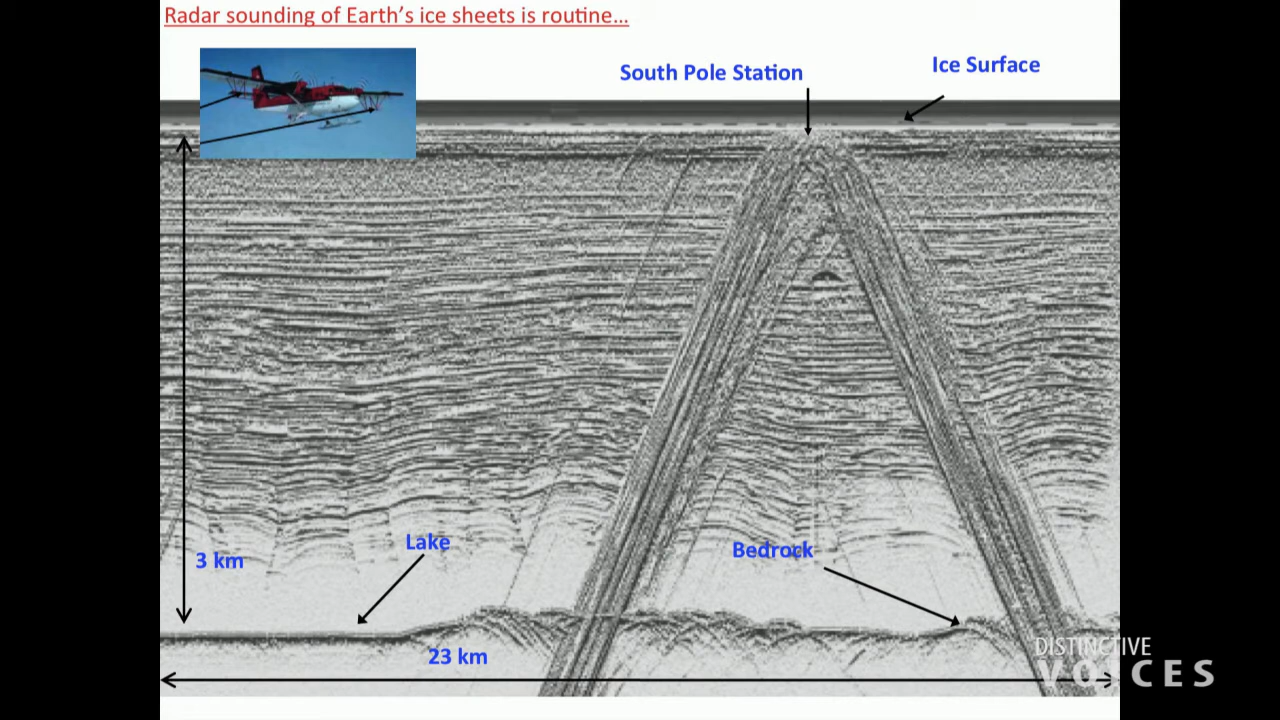 Radar sounding of Earth's ice sheets is routine…
South Pole Station
Ice Surface
Lake
Bedrock
3 km
23 km
DISTINCTIVE
VOICES